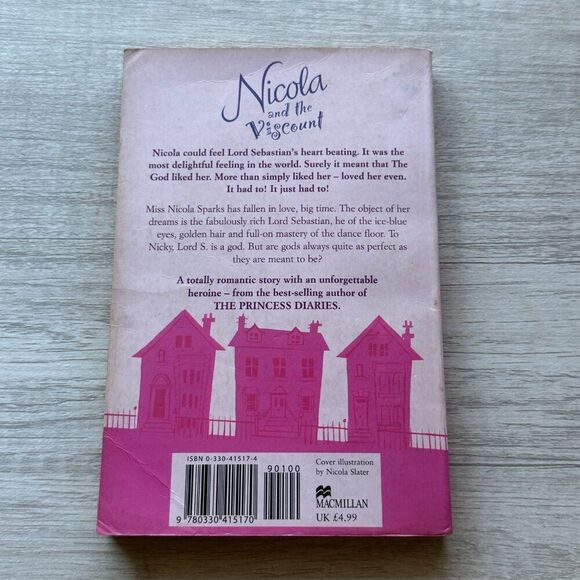 Nicola
and the
Viscount
Nicola could feel Lord Sebastian's heart beating. It was the
most delightful feeling in the world. Surely it meant that The
God liked her. More than simply liked her – loved her even.
It had to! It just had to!
Miss Nicola Sparks has fallen in love, big time. The object of her
dreams is the fabulously rich Lord Sebastian, he of the ice-blue
eyes, golden hair and full-on mastery of the dance floor. To
Nicky, Lord S. is a god. But are gods always quite as perfect as
they are meant to be?
A totally romantic story with an unforgettable
heroine – from the best-selling author of
THE PRINCESS DIARIES.
ISBN 0-330-41517-4
90100
9 780330 415170
Cover illustration
by Nicola Slater
MACMILLAN
UK £4.99